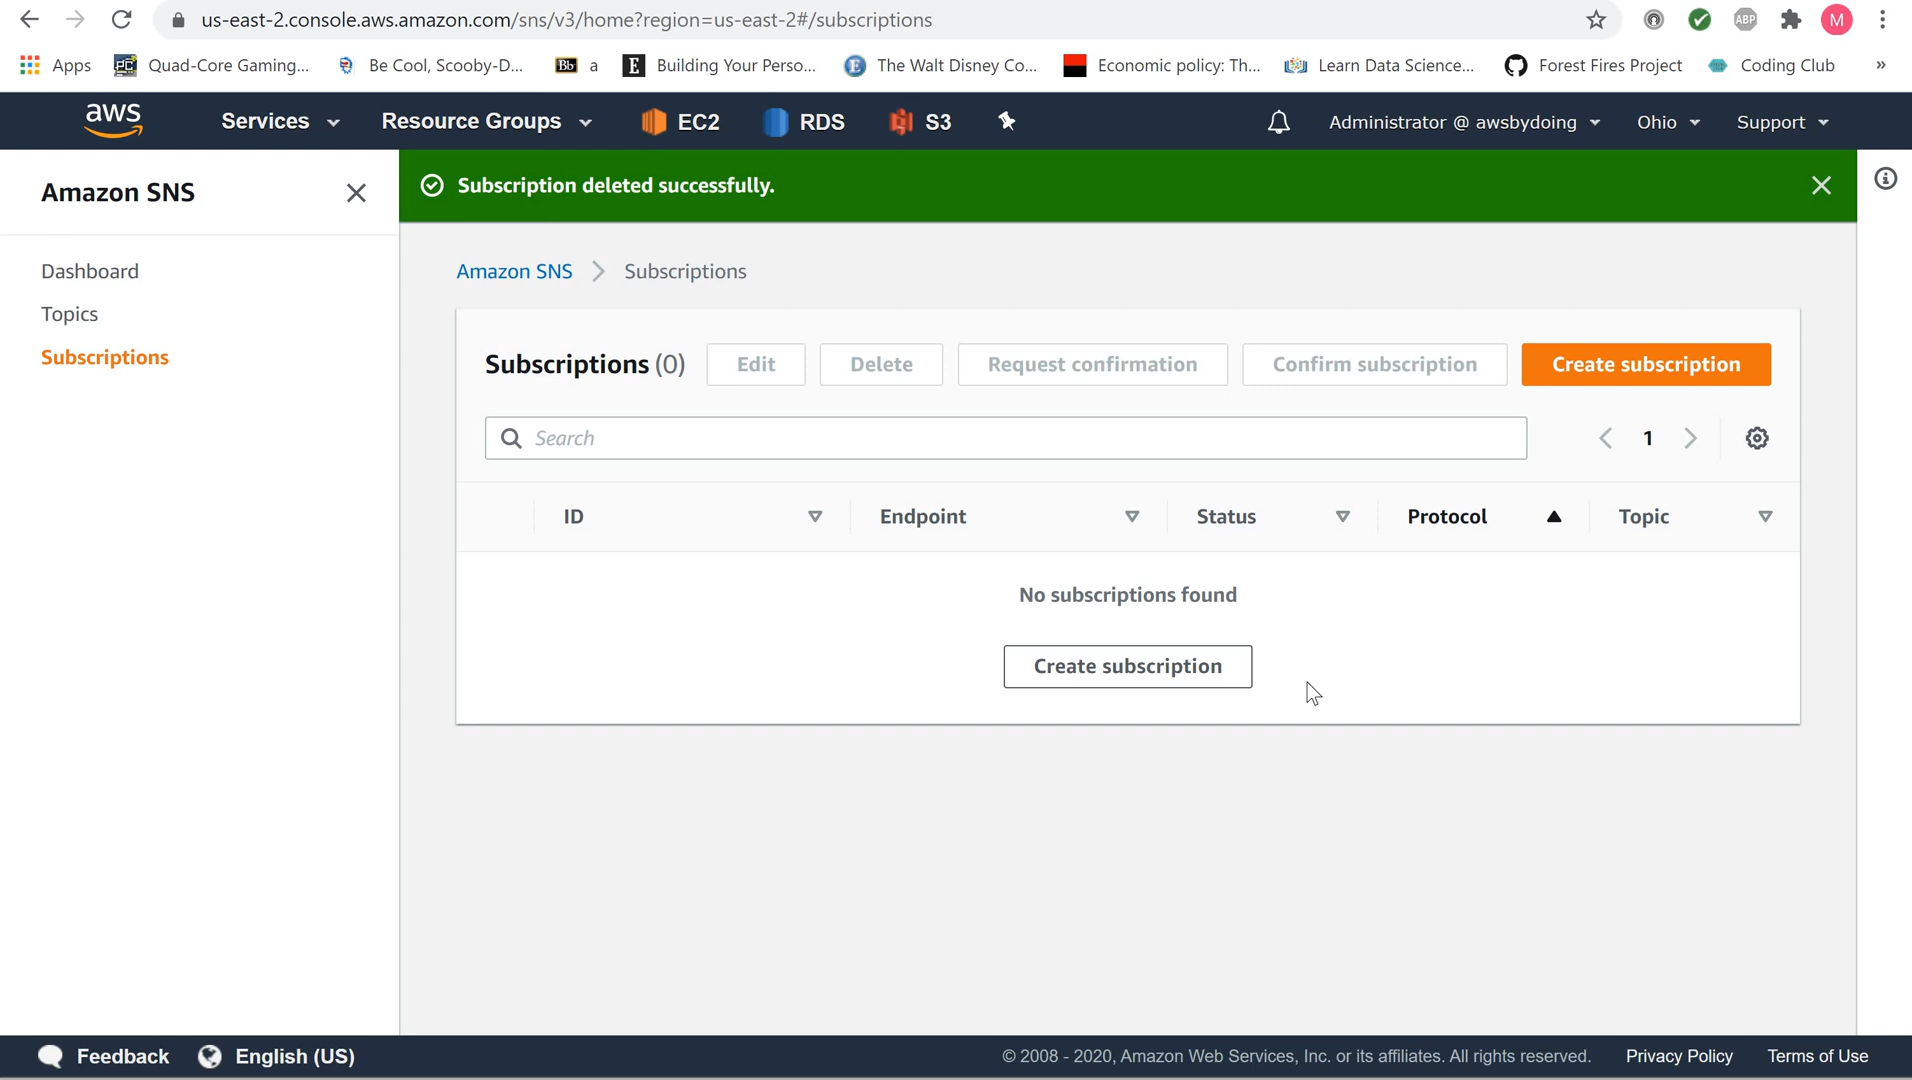 us-east-2.console.aws.amazon.com/sns/v3/home?region=us-east-2#/subscriptions
ABP
M
Apps
Quad-Core Gaming...
Be Cool, Scooby-D...
Bb a
E Building Your Perso...
The Walt Disney Co...
Economic policy: Th...
Learn Data Science...
Forest Fires Project
Coding Club
»
aws
Services
Resource Groups
EC2
RDS
S3
Administrator @ awsbydoing
Ohio
Support
Amazon SNS
Subscription deleted successfully.
Dashboard
Topics
Subscriptions
Amazon SNS > Subscriptions
Subscriptions (0)
Edit
Delete
Request confirmation
Confirm subscription
Create subscription
Search
1
ID
Endpoint
Status
Protocol
Topic
No subscriptions found
Create subscription
Feedback
English (US)
© 2008 - 2020, Amazon Web Services, Inc. or its affiliates. All rights reserved.
Privacy Policy
Terms of Use